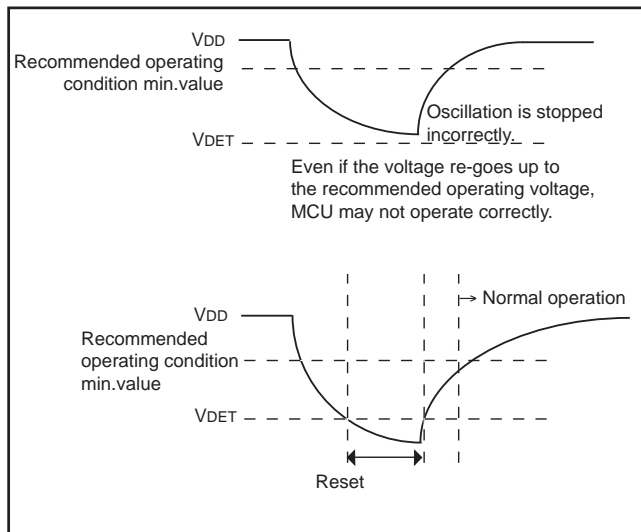 VDD
Recommended operating
condition min.value
Oscillation is stopped
incorrectly.
VDET
Even if the voltage re-goes up to
the recommended operating voltage,
MCU may not operate correctly.
Normal operation
VDD
Recommended
operating condition
min.value
VDET
Reset